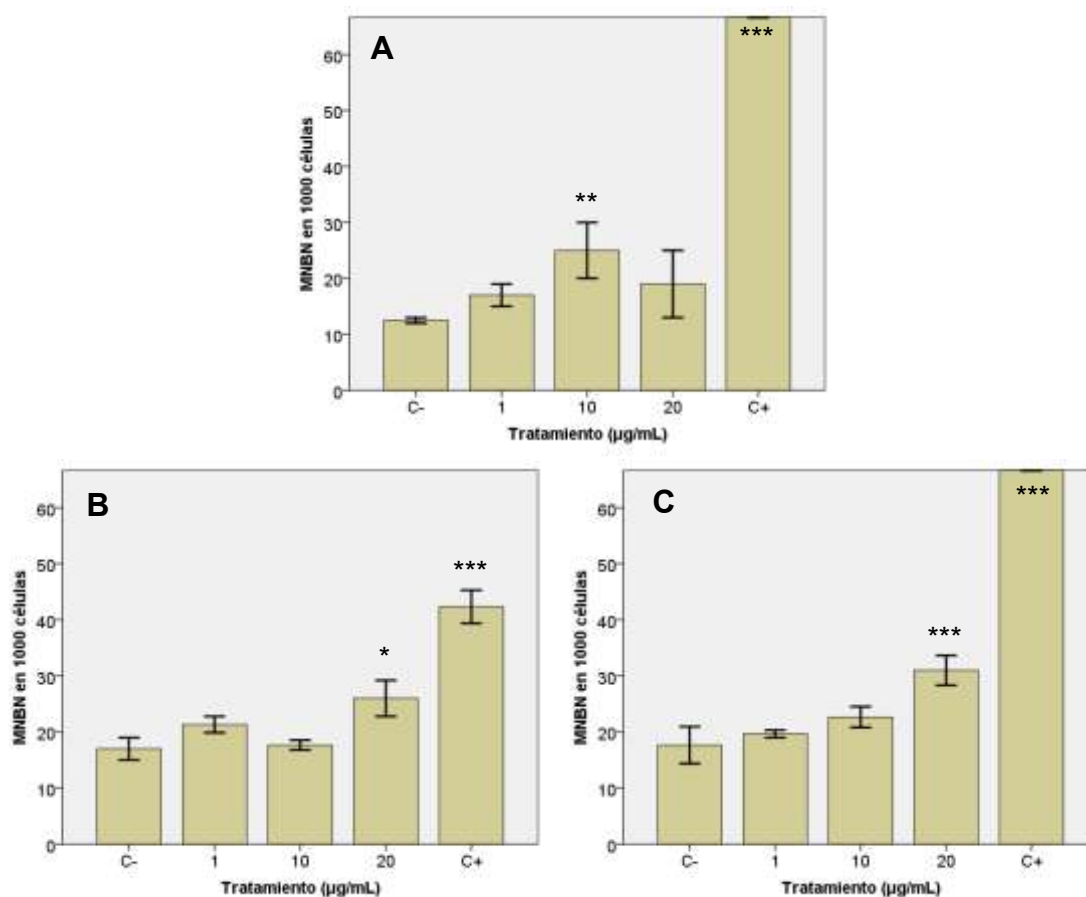 A
MNBN en 1000 células
60
50
40
30
20
10
0
**
***
C- 1 10 20 C+
Tratamiento (µg/mL)
B
MNBN en 1000 células
60
50
40
30
20
10
0
*
***
C- 1 10 20 C+
Tratamiento (µg/mL)
C
MNBN en 1000 células
60
50
40
30
20
10
0
***
***
C- 1 10 20 C+
Tratamiento (µg/mL)